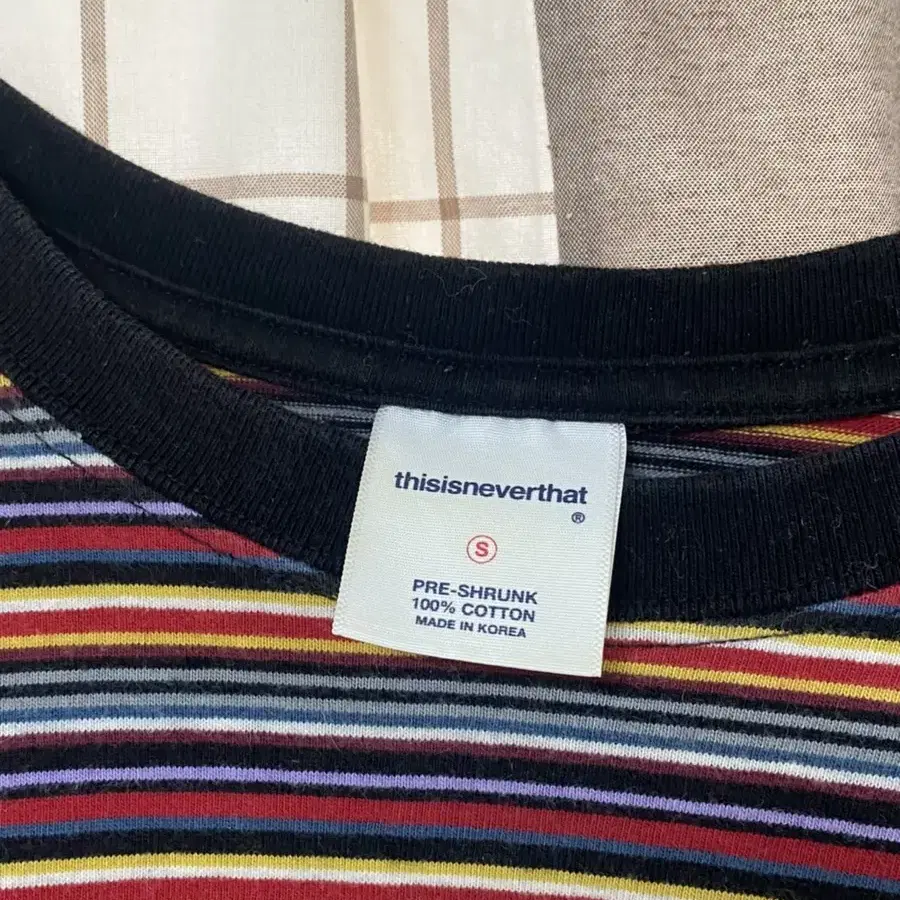 thisisneverthat
®
S
PRE-SHRUNK
100% COTTON
MADE IN KOREA